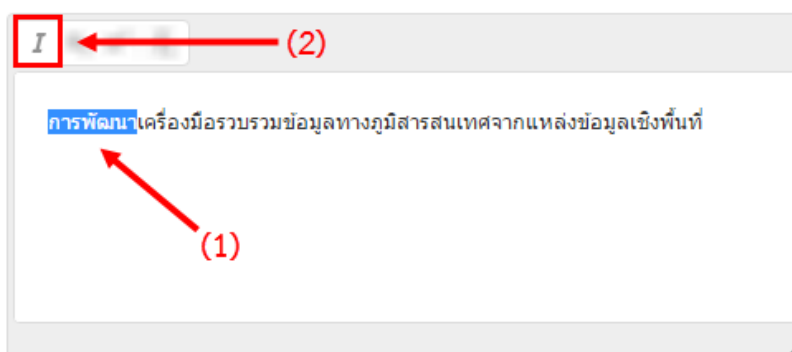 I
(2)
การพัฒนาเครื่องมือรวบรวมข้อมูลทางภูมิสารสนเทศจากแหล่งข้อมูลเชิงพื้นที่
(1)